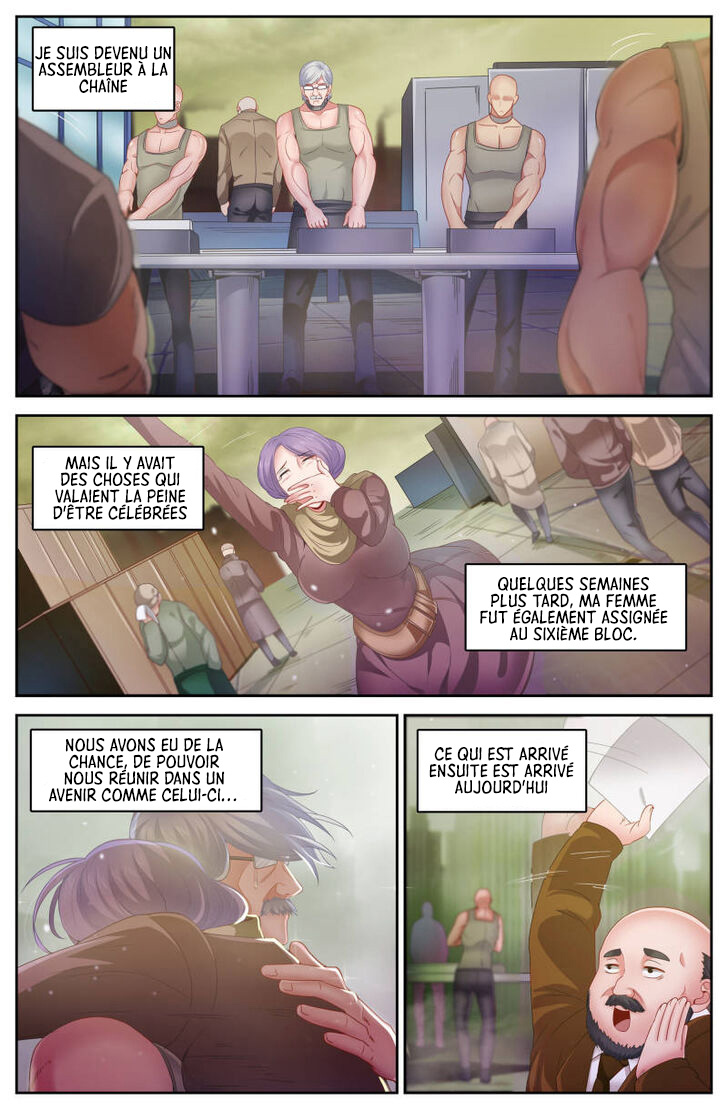 JE SUIS DEVENU UN
ASSEMBLEUR À LA
CHAÎNE
MAIS IL Y AVAIT
DES CHOSES QUI
VALAIENT LA PEINE
D'ÊTRE CÉLÉBRÉES
QUELQUES SEMAINES
PLUS TARD, MA FEMME
FUT ÉGALEMENT ASSIGNÉE
AU SIXIÈME BLOC.
NOUS AVONS EU DE LA
CHANCE, DE POUVOIR
NOUS RÉUNIR DANS UN
AVENIR COMME CELUI-CI...
CE QUI EST ARRIVÉ
ENSUITE EST ARRIVÉ
AUJOURD'HUI